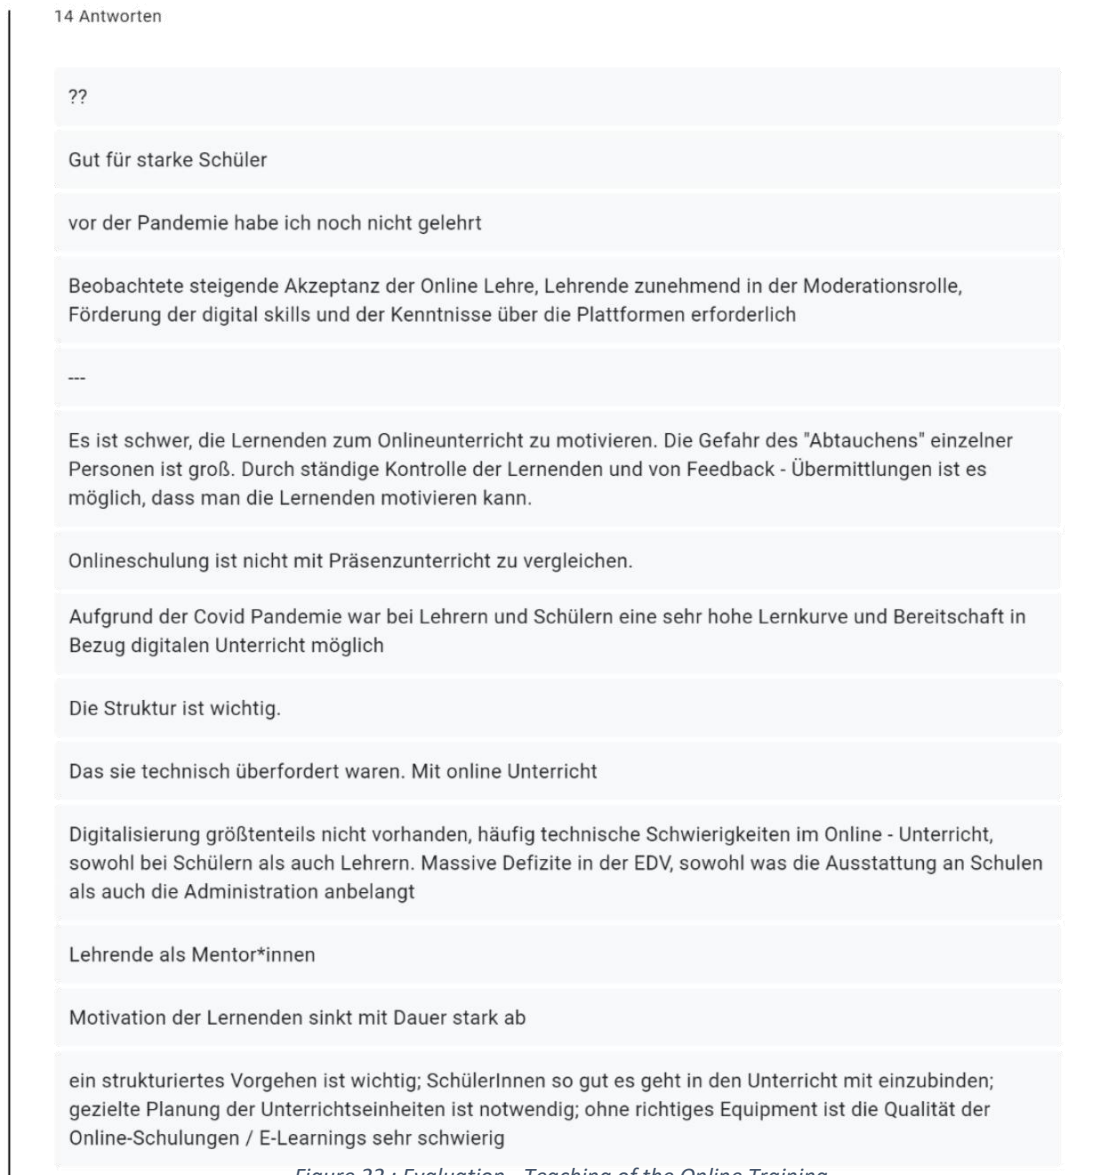 14 Antworten
??
Gut für starke Schüler
vor der Pandemie habe ich noch nicht gelehrt
Beobachtete steigende Akzeptanz der Online Lehre, Lehrende zunehmend in der Moderationsrolle,
Förderung der digital skills und der Kenntnisse über die Plattformen erforderlich
---
Es ist schwer, die Lernenden zum Onlineunterricht zu motivieren. Die Gefahr des "Abtauchens" einzelner
Personen ist groß. Durch ständige Kontrolle der Lernenden und von Feedback - Übermittlungen ist es
möglich, dass man die Lernenden motivieren kann.
Onlineschulung ist nicht mit Präsenzunterricht zu vergleichen.
Aufgrund der Covid Pandemie war bei Lehrern und Schülern eine sehr hohe Lernkurve und Bereitschaft in
Bezug digitalen Unterricht möglich
Die Struktur ist wichtig.
Das sie technisch überfordert waren. Mit online Unterricht
Digitalisierung größtenteils nicht vorhanden, häufig technische Schwierigkeiten im Online - Unterricht,
sowohl bei Schülern als auch Lehrern. Massive Defizite in der EDV, sowohl was die Ausstattung an Schulen
als auch die Administration anbelangt
Lehrende als Mentor*innen
Motivation der Lernenden sinkt mit Dauer stark ab
ein strukturiertes Vorgehen ist wichtig; SchülerInnen so gut es geht in den Unterricht mit einzubinden;
gezielte Planung der Unterrichtseinheiten ist notwendig; ohne richtiges Equipment ist die Qualität der
Online-Schulungen / E-Learnings sehr schwierig
Evaluation - Teaching of the Online Training